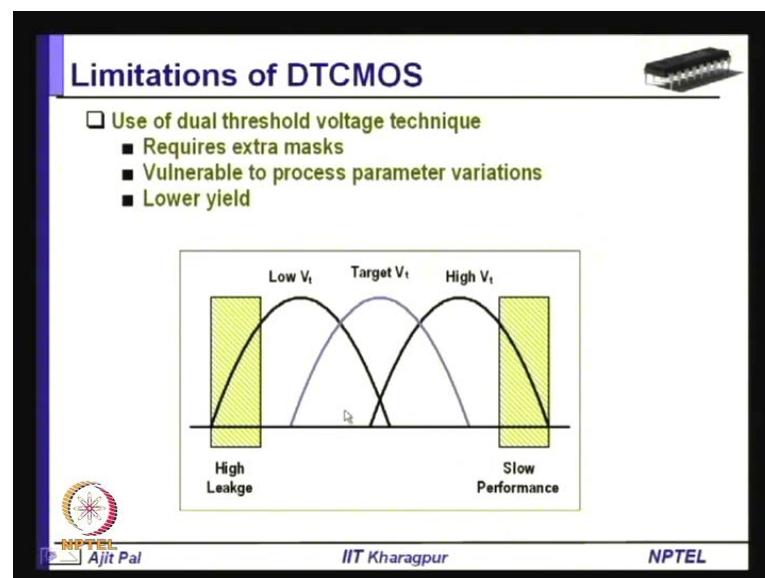 Limitations of DTCMOS
Use of dual threshold voltage technique
Requires extra masks
Vulnerable to process parameter variations
Lower yield
Low Vt Target Vt High Vt
High Leakge
Slow Performance
NPTEL
Ajit Pal IIT Kharagpur NPTEL